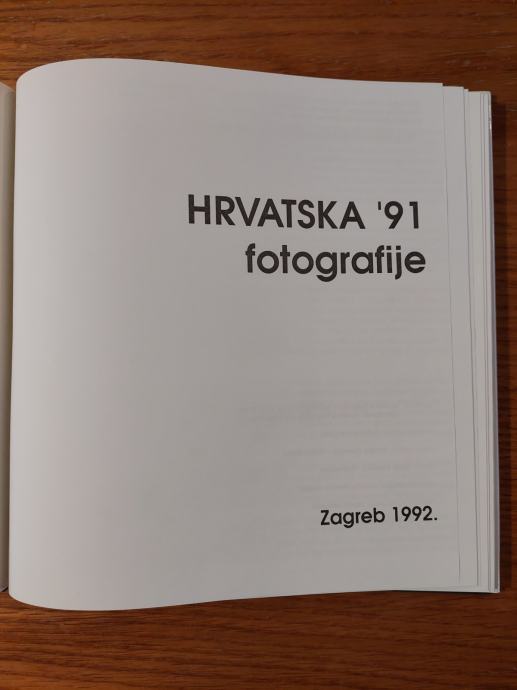 HRVATSKA '91
fotografije
Zagreb 1992.